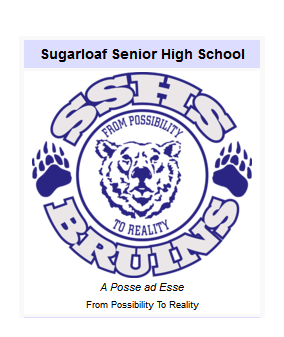 Sugarloaf Senior High School
SSHS
FROM POSSIBILITY
TO REALITY
BRUINS
A Posse ad Esse
From Possibility To Reality